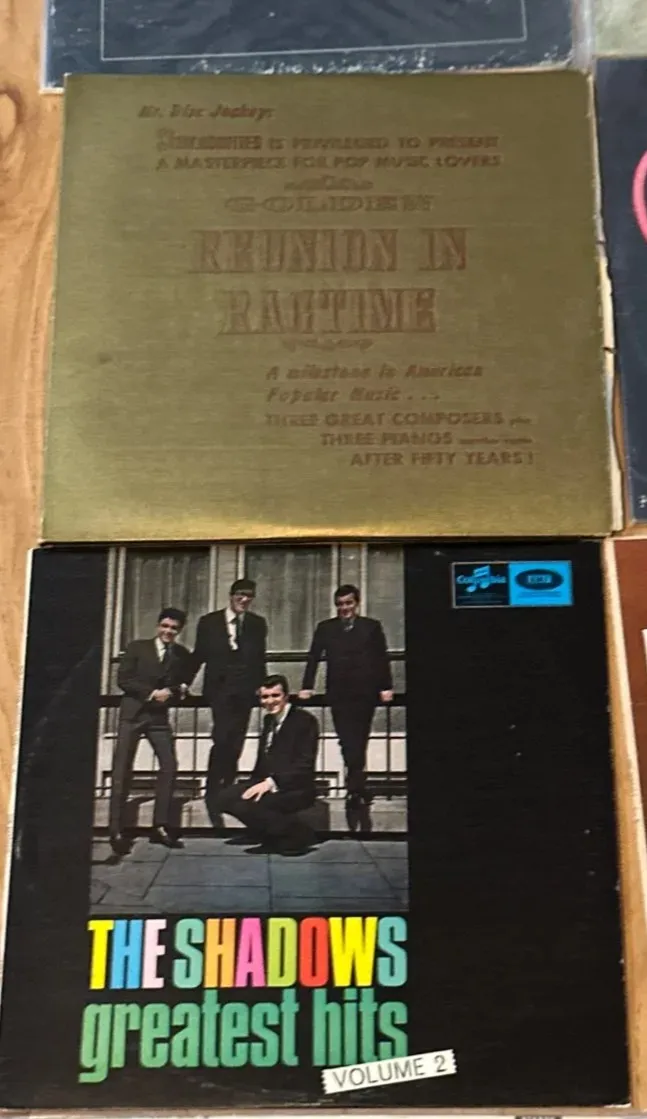 Mr. Disc Jockey:
STEREODDITIES IS PRIVILEGED TO PRESENT
A MASTERPIECE FOR POP MUSIC LOVERS
GOLDEN
REUNION IN
RAGTIME
A milestone in American
Popular Music . . .
THREE GREAT COMPOSERS plus
THREE PIANOS
AFTER FIFTY YEARS!
Columbia
EMI
THE SHADOWS
greatest hits
VOLUME 2